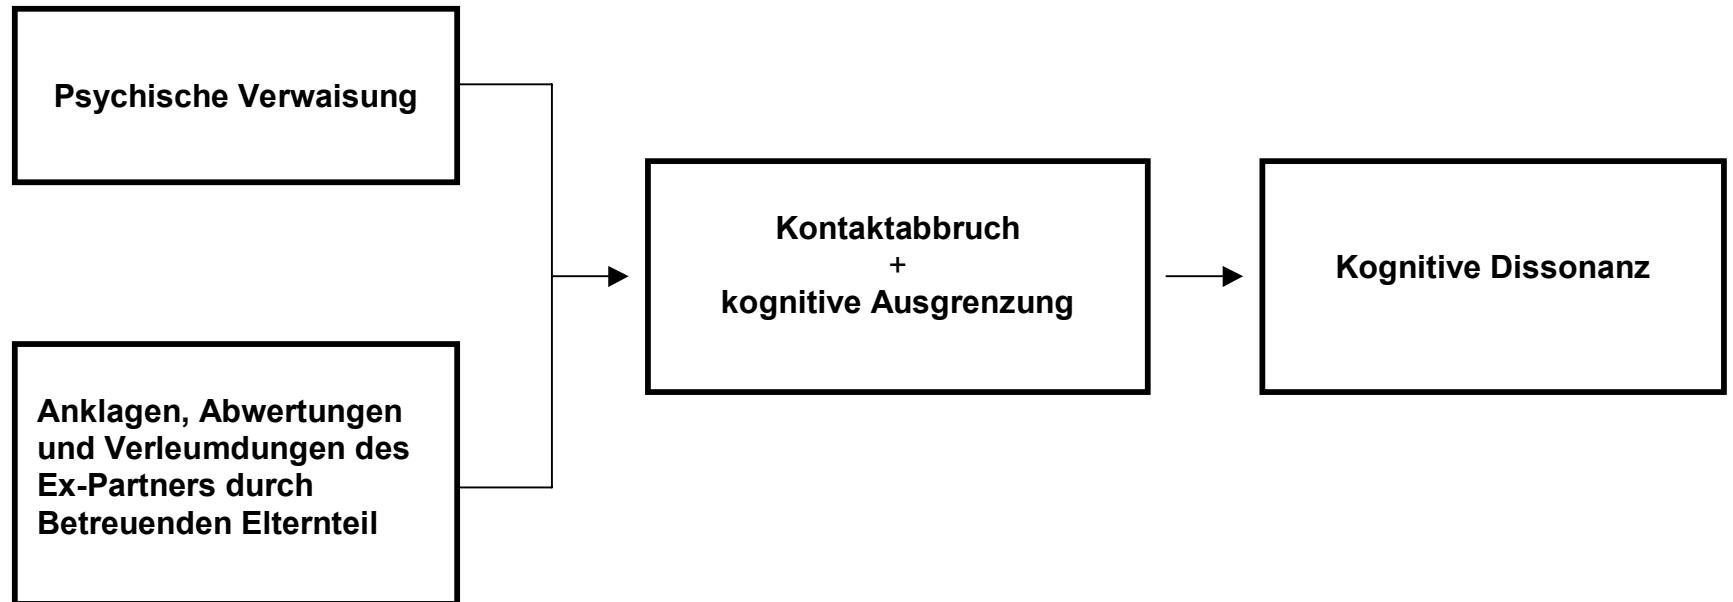 Psychische Verwaisung
Anklagen, Abwertungen
und Verleumdungen des
Ex-Partners durch
Betreuenden Elternteil
Kontaktabbruch
+
kognitive Ausgrenzung
Kognitive Dissonanz